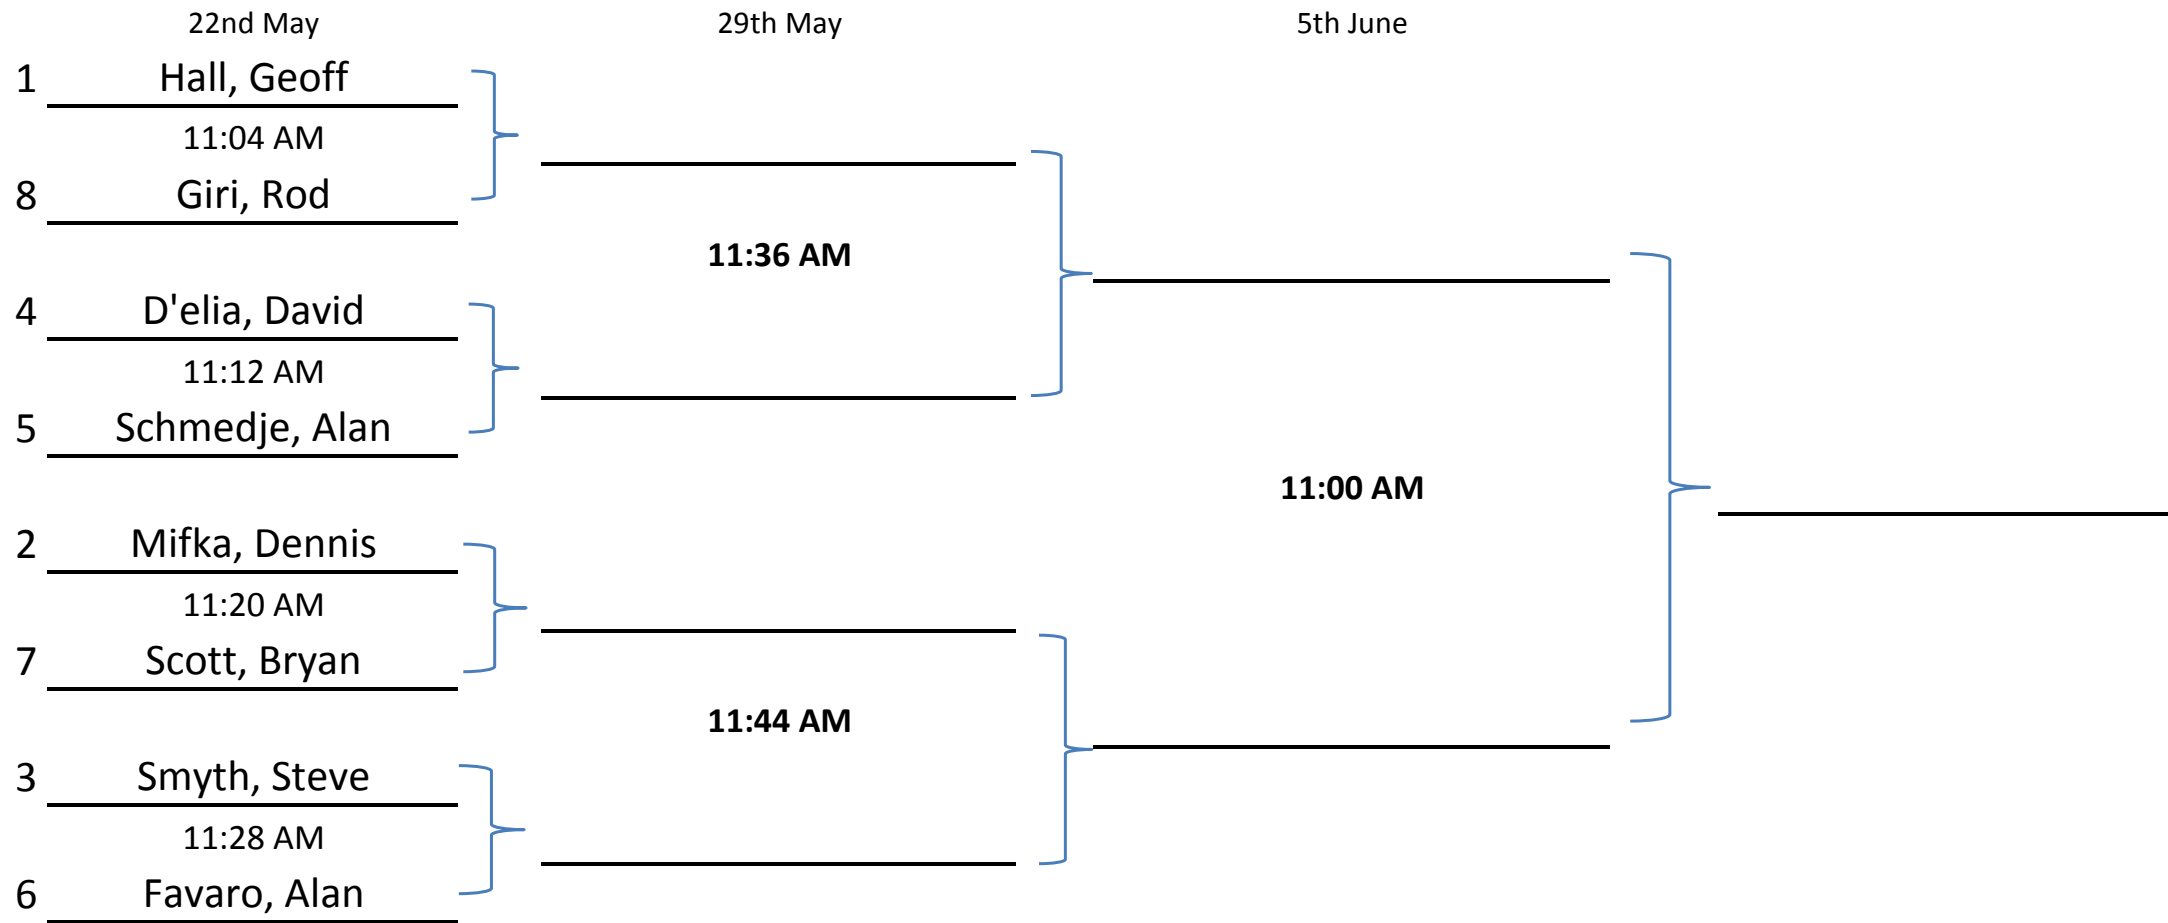 22nd May 29th May 5th June
1 Hall, Geoff
11:04 AM
8 Giri, Rod
11:36 AM
4 D'elia, David
11:12 AM
5 Schmedje, Alan
11:00 AM
2 Mifka, Dennis
11:20 AM
7 Scott, Bryan
11:44 AM
3 Smyth, Steve
11:28 AM
6 Favaro, Alan